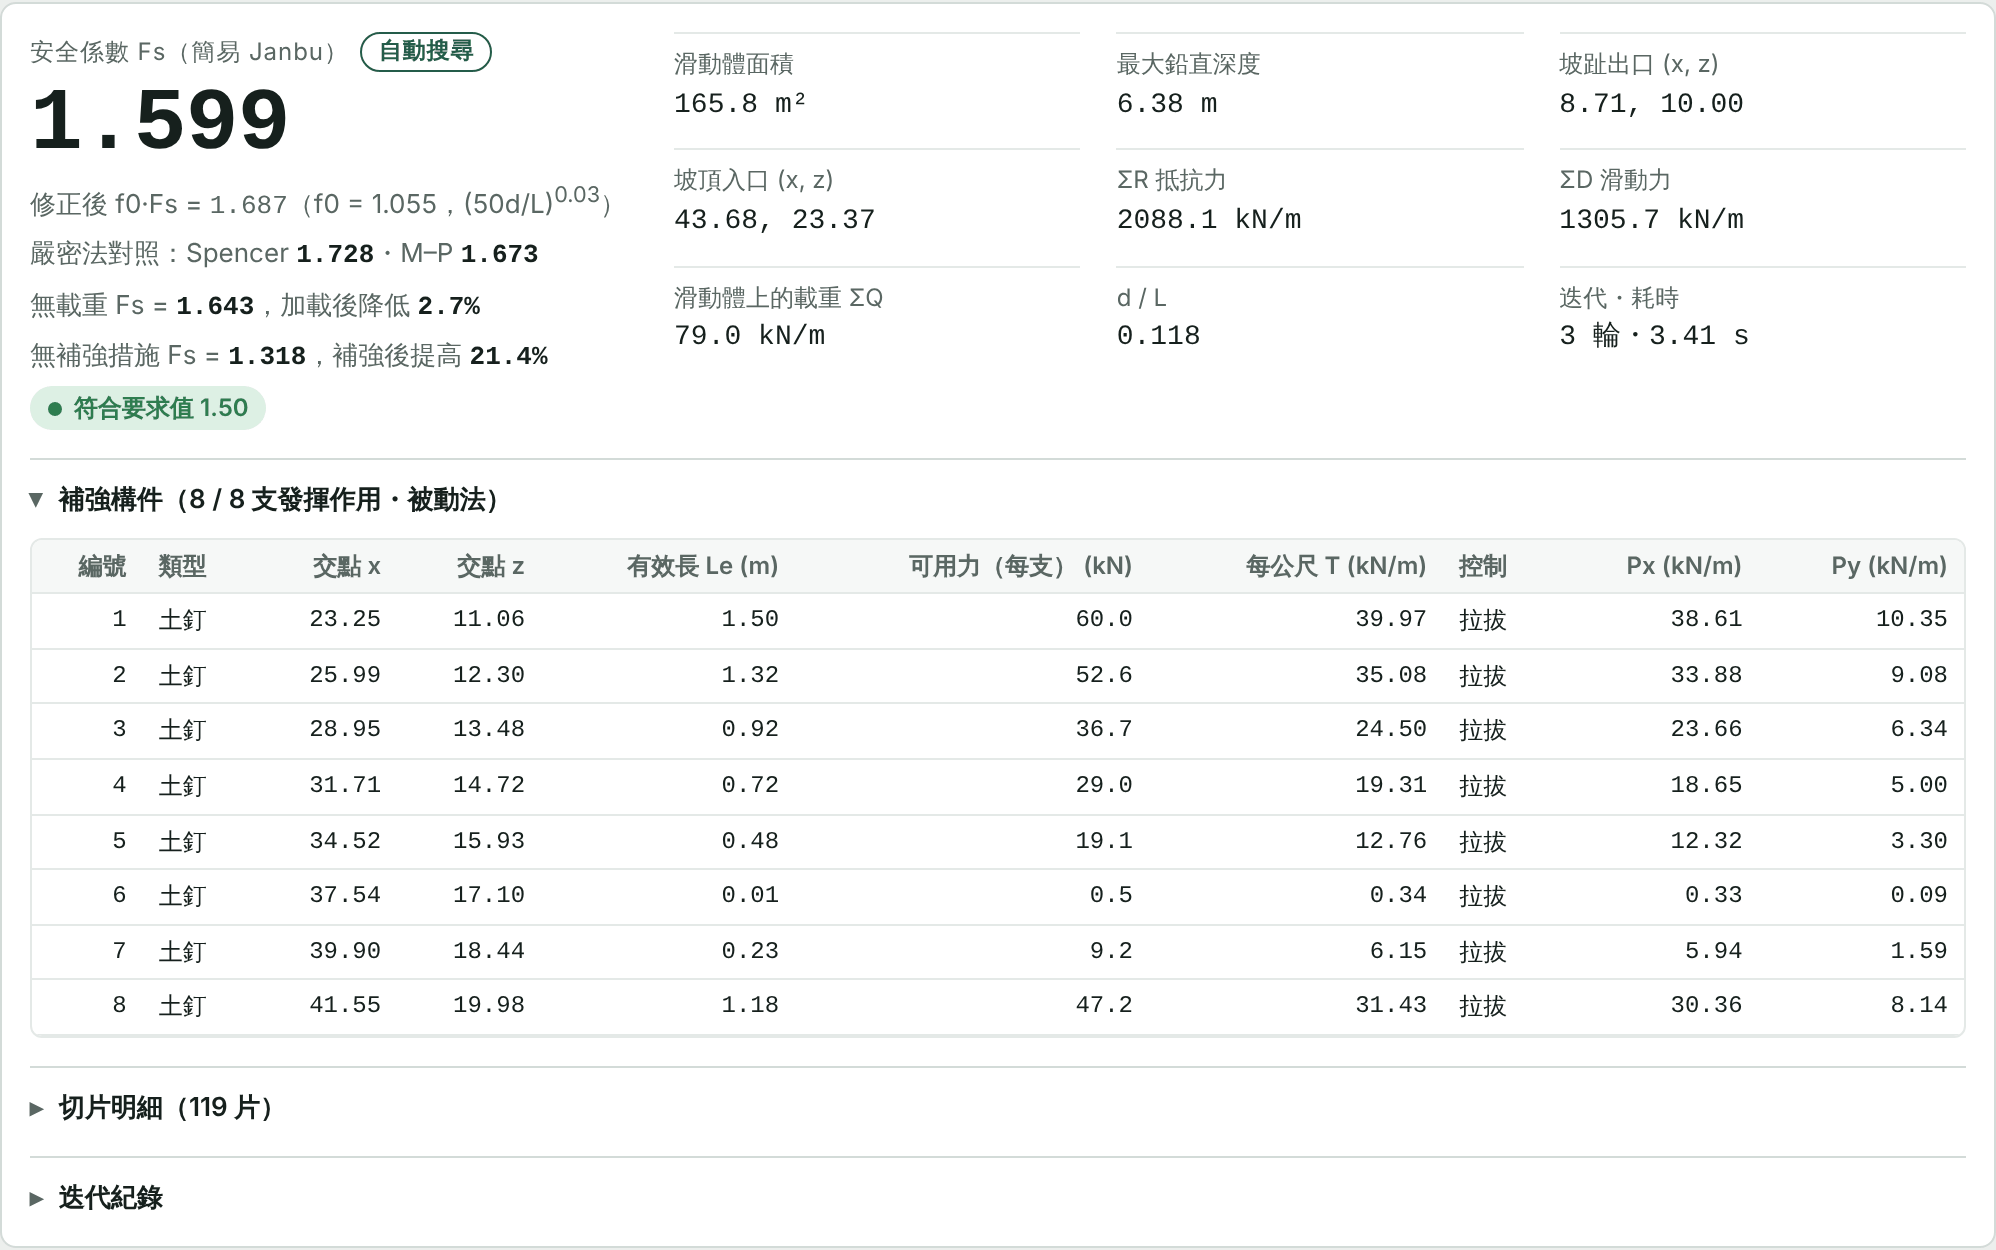 安全係數 Fs（簡易 Janbu） 自動搜尋
1.599
修正後 f0·Fs = 1.687（f0 = 1.055，(50d/L)^0.03）
嚴密法對照：Spencer 1.728 · M–P 1.673
無載重 Fs = 1.643，加載後降低 2.7%
無補強措施 Fs = 1.318，補強後提高 21.4%
● 符合要求值 1.50
滑動體面積
165.8 m²
最大鉛直深度
6.38 m
坡趾出口 (x, z)
8.71, 10.00
坡頂入口 (x, z)
43.68, 23.37
ΣR 抵抗力
2088.1 kN/m
ΣD 滑動力
1305.7 kN/m
滑動體上的載重 ΣQ
79.0 kN/m
d / L
0.118
迭代・耗時
3 輪・3.41 s
▼ 補強構件（8 / 8 支發揮作用・被動法）
編號 類型 交點 x 交點 z 有效長 Le (m) 可用力（每支） (kN) 每公尺 T (kN/m) 控制 Px (kN/m) Py (kN/m)
1 土釘 23.25 11.06 1.50 60.0 39.97 拉拔 38.61 10.35
2 土釘 25.99 12.30 1.32 52.6 35.08 拉拔 33.88 9.08
3 土釘 28.95 13.48 0.92 36.7 24.50 拉拔 23.66 6.34
4 土釘 31.71 14.72 0.72 29.0 19.31 拉拔 18.65 5.00
5 土釘 34.52 15.93 0.48 19.1 12.76 拉拔 12.32 3.30
6 土釘 37.54 17.10 0.01 0.5 0.34 拉拔 0.33 0.09
7 土釘 39.90 18.44 0.23 9.2 6.15 拉拔 5.94 1.59
8 土釘 41.55 19.98 1.18 47.2 31.43 拉拔 30.36 8.14
▶ 切片明細（119 片）
▶ 迭代紀錄